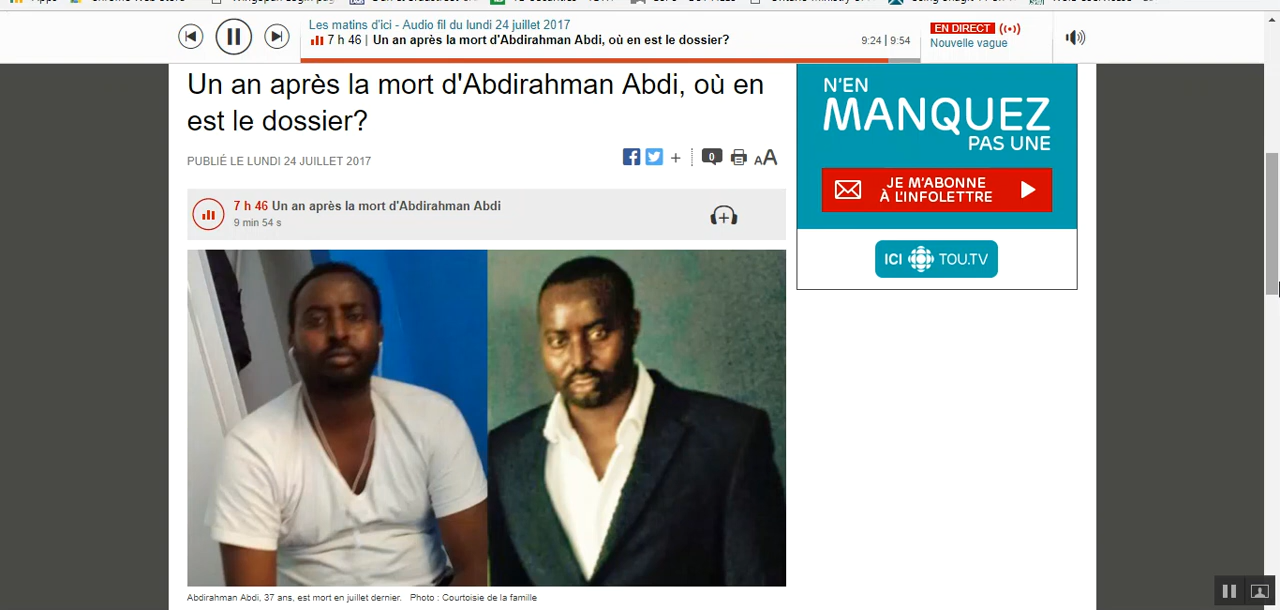 Les matins d'ici - Audio fil du lundi 24 juillet 2017
7 h 46 | Un an après la mort d'Abdirahman Abdi, où en est le dossier?
9:24 | 9:54
EN DIRECT
Nouvelle vague
Un an après la mort d'Abdirahman Abdi, où en
est le dossier?
PUBLIÉ LE LUNDI 24 JUILLET 2017
+
0
AA
7 h 46 Un an après la mort d'Abdirahman Abdi
9 min 54 s
N'EN
MANQUEZ
PAS UNE
JE M'ABONNE
À L'INFOLETTRE
ICI TOU.TV
Abdirahman Abdi, 37 ans, est mort en juillet dernier. Photo : Courtoisie de la famille